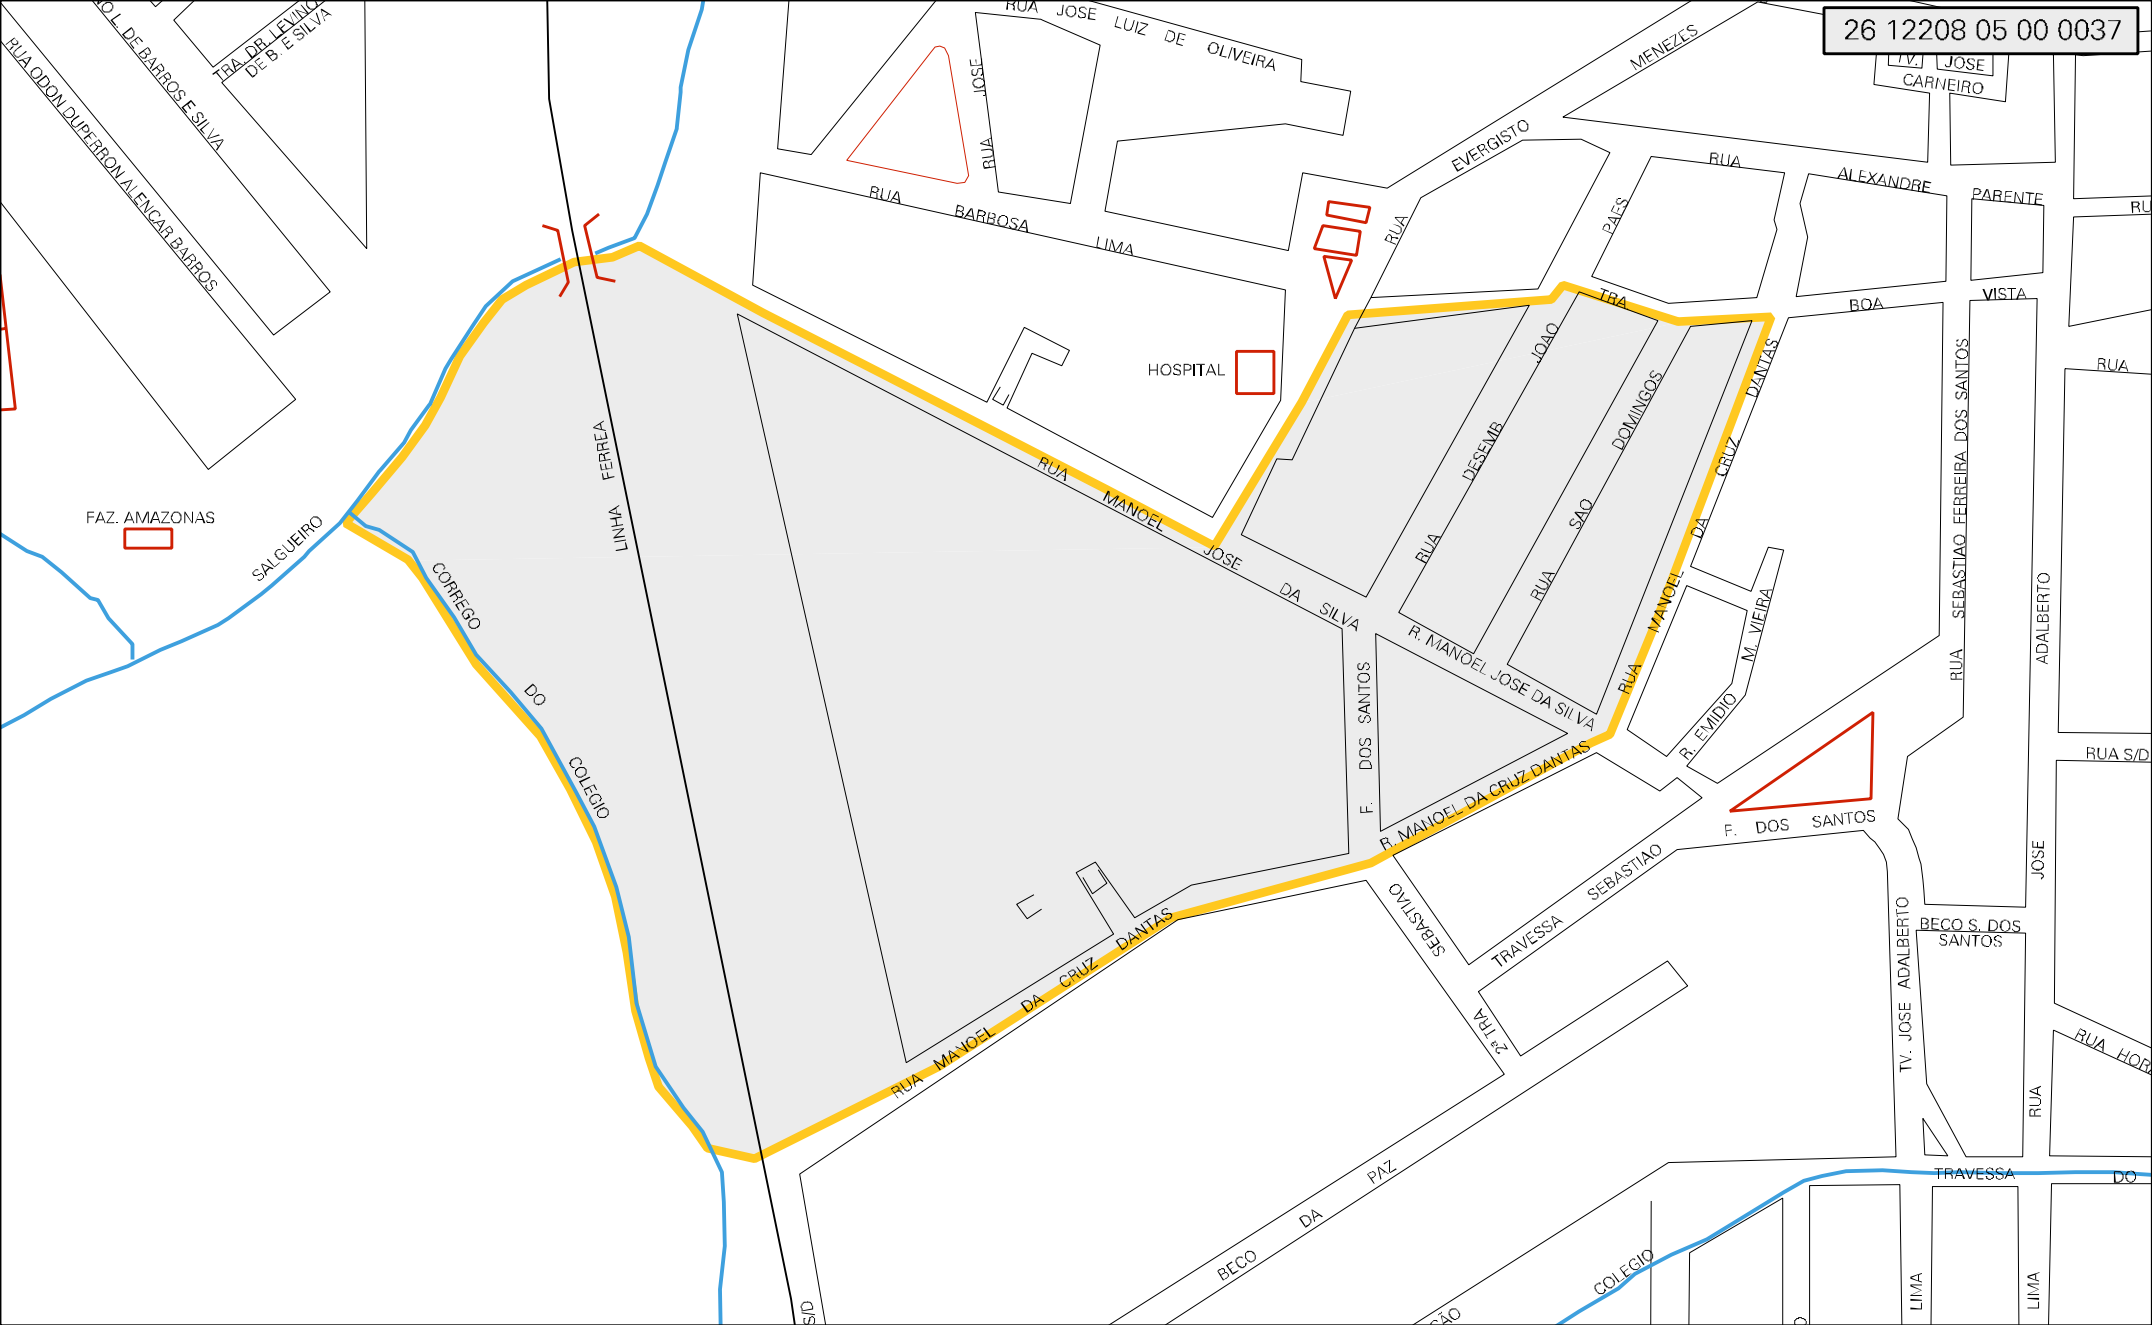 26 12208 05 00 0037
RUA JOSE LUIZ DE OLIVEIRA
TRA. DR. LEVINO
DE B. E SILVA
L. DE BARROS E SILVA
RUA ODON DUPERRON ALENCAR BARROS
RUA JOSE
MENEZES
EVERGISTO
RUA
TV. JOSE
CARNEIRO
RUA ALEXANDRE PARENTE
RUA BARBOSA LIMA
PAES
RU
TRA
BOA VISTA
HOSPITAL
RUA
RUA DESEMB JOAO
RUA SAO DOMINGOS
RUA MANOEL DA CRUZ DANTAS
RUA SEBASTIAO FERREIRA DOS SANTOS
LINHA FERREA
RUA MANOEL JOSE DA SILVA
FAZ. AMAZONAS
SALGUEIRO
CORREGO DO COLEGIO
R. MANOEL JOSE DA SILVA
F. DOS SANTOS
R. EMIDIO M. VIEIRA
RUA JOSE ADALBERTO
RUA S/D
R. MANOEL DA CRUZ DANTAS
F. DOS SANTOS
TRAVESSA SEBASTIAO
2ª TRA SEBASTIAO
RUA MANOEL DA CRUZ DANTAS
TV. JOSE ADALBERTO
BECO S. DOS
SANTOS
RUA HOR
TRAVESSA DO
COLEGIO
BECO DA PAZ
LIMA
LIMA
S/D
ÃO